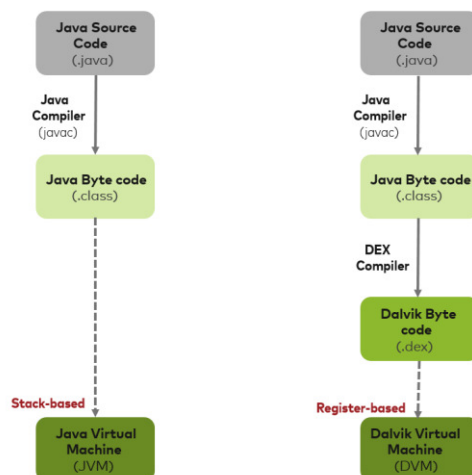 Java Source
Code
(.java)
Java
Compiler
(javac)
Java Byte code
(.class)
Stack-based
Java Virtual
Machine
(JVM)
Java Source
Code
(.java)
Java
Compiler
(javac)
Java Byte code
(.class)
DEX
Compiler
Dalvik Byte
code
(.dex)
Register-based
Dalvik Virtual
Machine
(DVM)